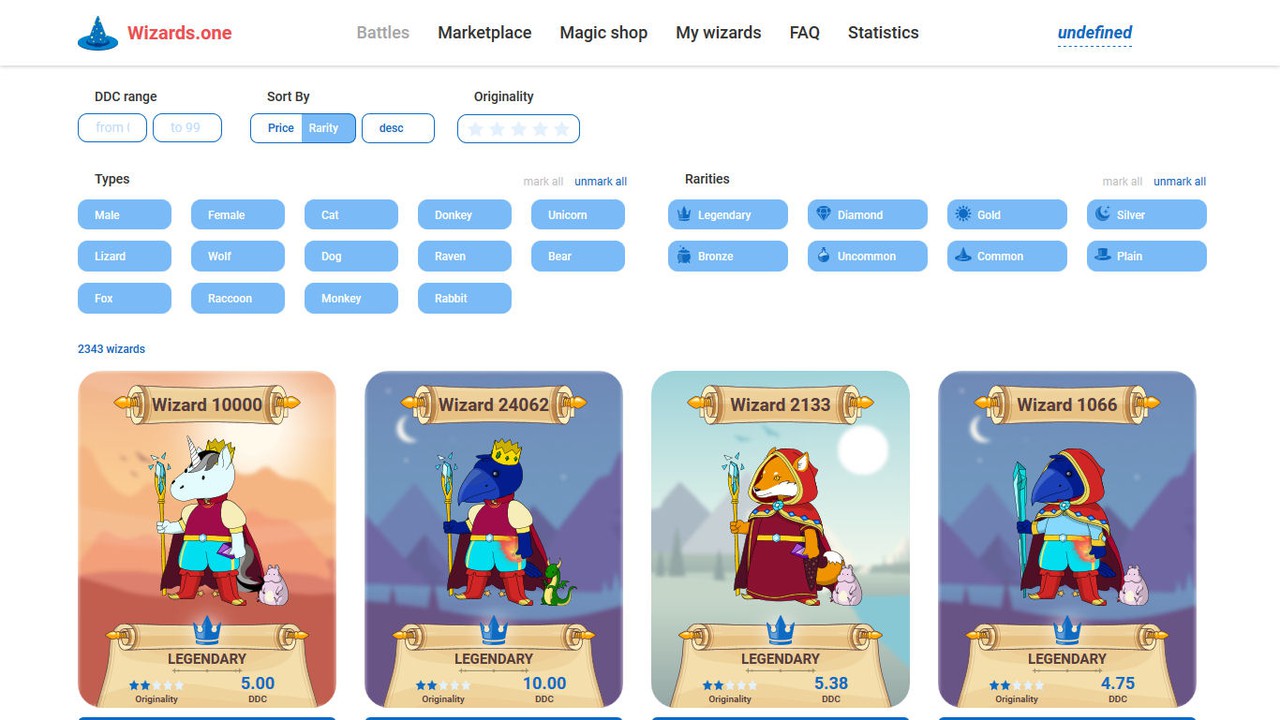 Wizards.one Battles Marketplace Magic shop My wizards FAQ Statistics undefined
DDC range Sort By Originality
from to 99 Price Rarity desc
Types mark all unmark all Rarities mark all unmark all
Male Female Cat Donkey Unicorn Legendary Diamond Gold Silver
Lizard Wolf Dog Raven Bear Bronze Uncommon Common Plain
Fox Raccoon Monkey Rabbit
2343 wizards
Wizard 10000 Wizard 24062 Wizard 2133 Wizard 1066
LEGENDARY LEGENDARY LEGENDARY LEGENDARY
5.00 10.00 5.38 4.75
Originality DDC Originality DDC Originality DDC Originality DDC